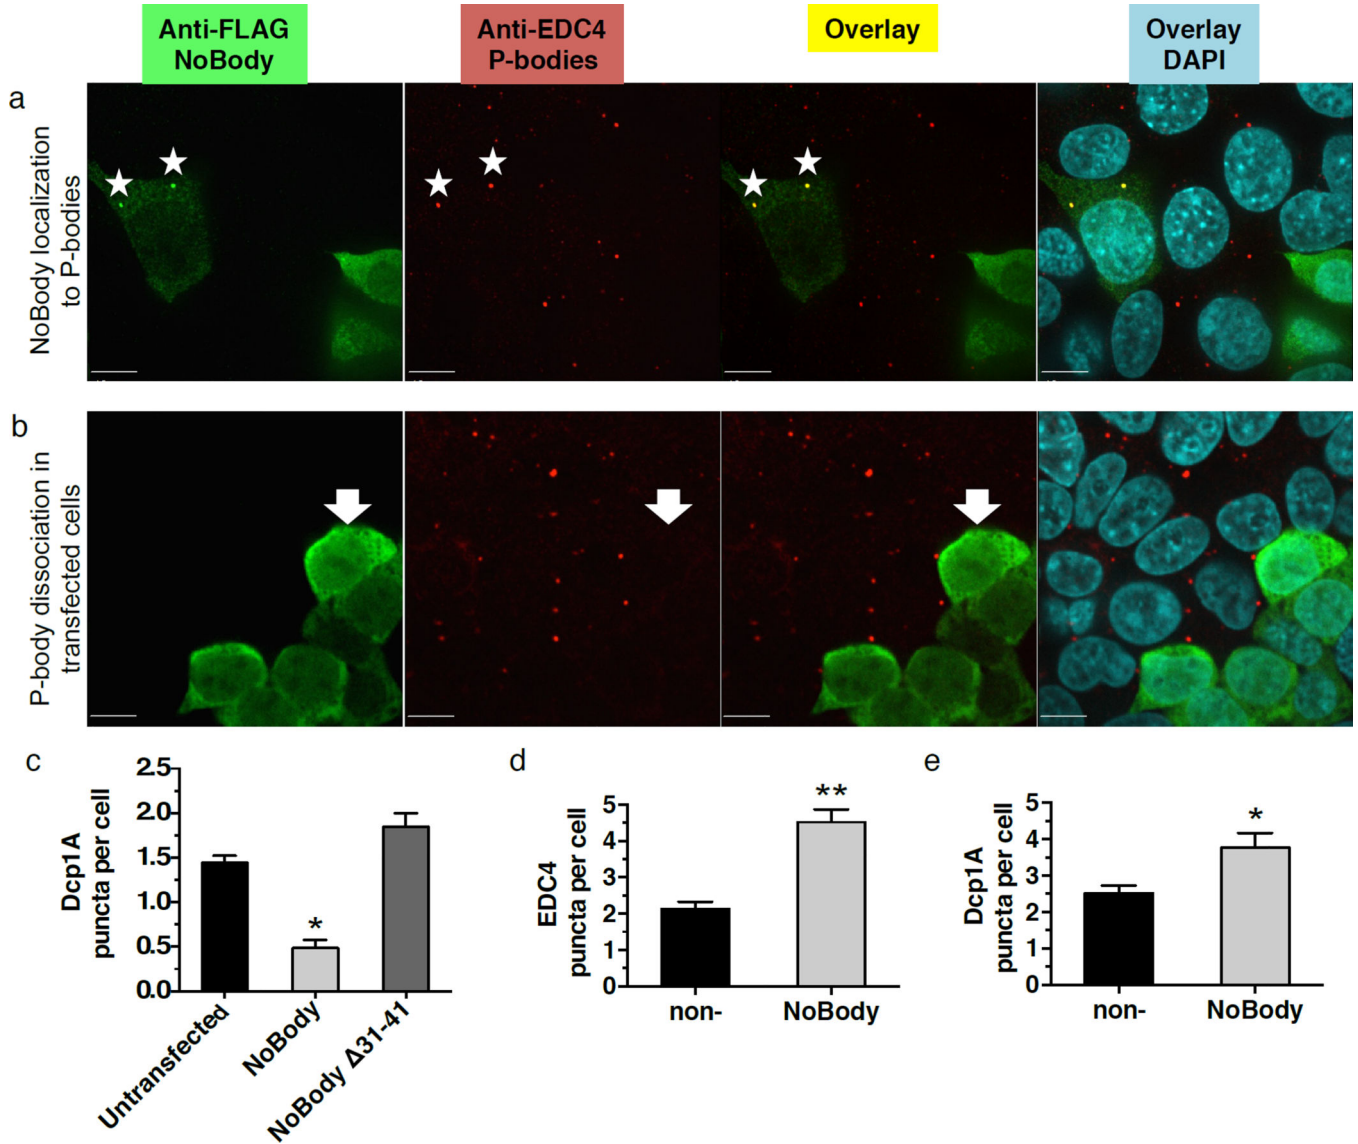 Anti-FLAG
NoBody
Anti-EDC4
P-bodies
Overlay
Overlay
DAPI
a
NoBody localization
to P-bodies
b
P-body dissociation in
transfected cells
c
Dcp1A
puncta per cell
2.5
2.0
1.5
1.0
0.5
0.0
*
Untransfected
NoBody
NoBody Δ31-41
d
EDC4
puncta per cell
5
4
3
2
1
0
**
non-
NoBody
e
Dcp1A
puncta per cell
5
4
3
2
1
0
*
non-
NoBody